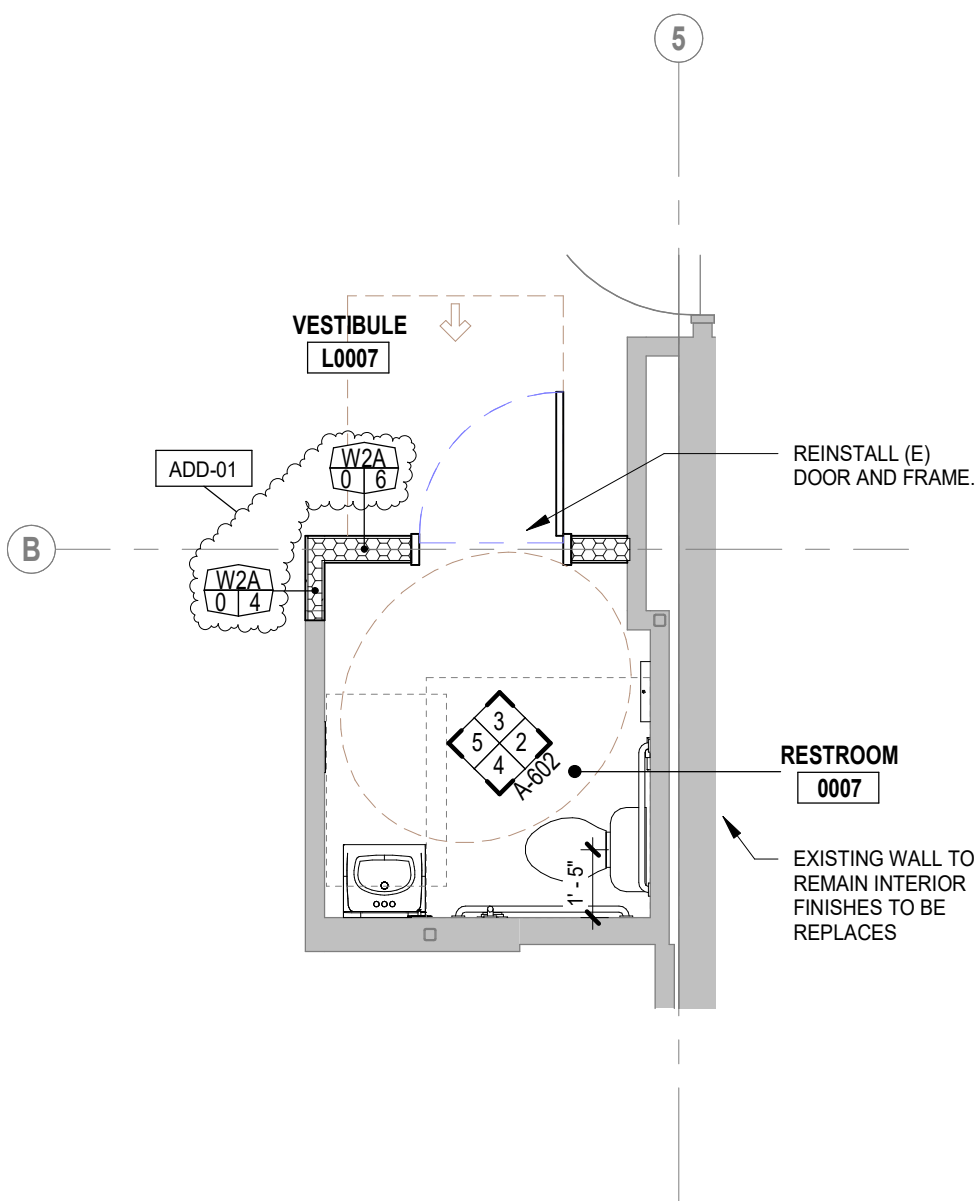 5
VESTIBULE
L0007
ADD-01
W2A
0 6
REINSTALL (E)
DOOR AND FRAME.
B
W2A
0 4
3
5 2
4
A-602
RESTROOM
0007
1' - 5"
EXISTING WALL TO
REMAIN INTERIOR
FINISHES TO BE
REPLACES